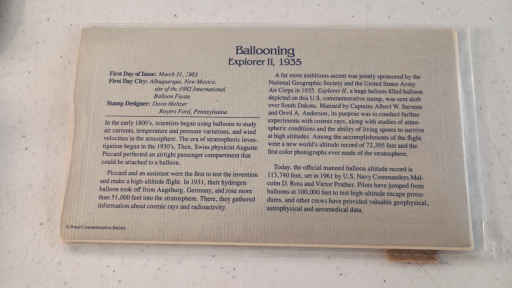 Ballooning
Explorer II, 1935
First Day of Issue: March 31, 1983
First Day City: Albuquerque, New Mexico,
site of the 1983 International
Balloon Fiesta
Stamp Designer: Davis Meltzer
Huntingdon
In the early 1800's, scientists began using balloons to study
air currents, temperature and pressure variations, and wind
velocities in the atmosphere. The era of stratospheric inves-
tigation began in the 1930's. Then, Swiss physicist Auguste
Piccard perfected an airtight passenger compartment that
could be attached to a balloon.
Piccard and an assistant were the first to test the invention
and make a high-altitude flight. In 1931, their hydrogen
balloon took off from Augsburg, Germany, and rose more
than 51,000 feet into the stratosphere. There, they gathered
information about cosmic rays and radioactivity.
A far more ambitious ascent was jointly sponsored by the
National Geographic Society and the United States Army
Air Corps in 1935. Explorer II, a huge helium filled balloon
depicted on this U.S. commemorative stamp, was sent aloft
over South Dakota. Manned by Captains Albert W. Stevens
and Orvil A. Anderson, its purpose was to conduct further
experiments with cosmic rays, along with studies of atmo-
spheric conditions and the ability of living spores to survive
at high altitudes. Among the accomplishments of the flight
were a new world's altitude record of 72,395 feet and the
first color photographs ever made of the stratosphere.
Today, the official manned balloon altitude record is
113,740 feet, set in 1961 by U.S. Navy Commanders Mal-
colm D. Ross and Victor Prather. Pilots have jumped from
balloons at 100,000 feet to test high-altitude escape proce-
dures, and other crews have provided valuable geophysical,
astrophysical and aeromedical data.
© Postal Commemorative Society